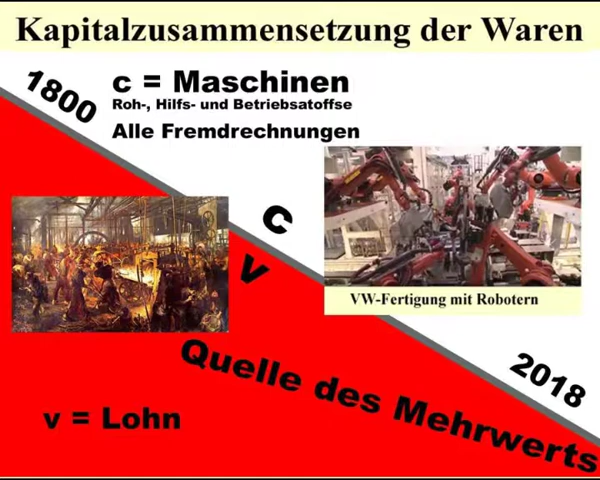 Kapitalzusammensetzung der Waren
1800
c = Maschinen
Roh-, Hilfs- und Betriebsatoffse
Alle Fremdrechnungen
c
v
VW-Fertigung mit Robotern
Quelle des Mehrwerts
2018
v = Lohn